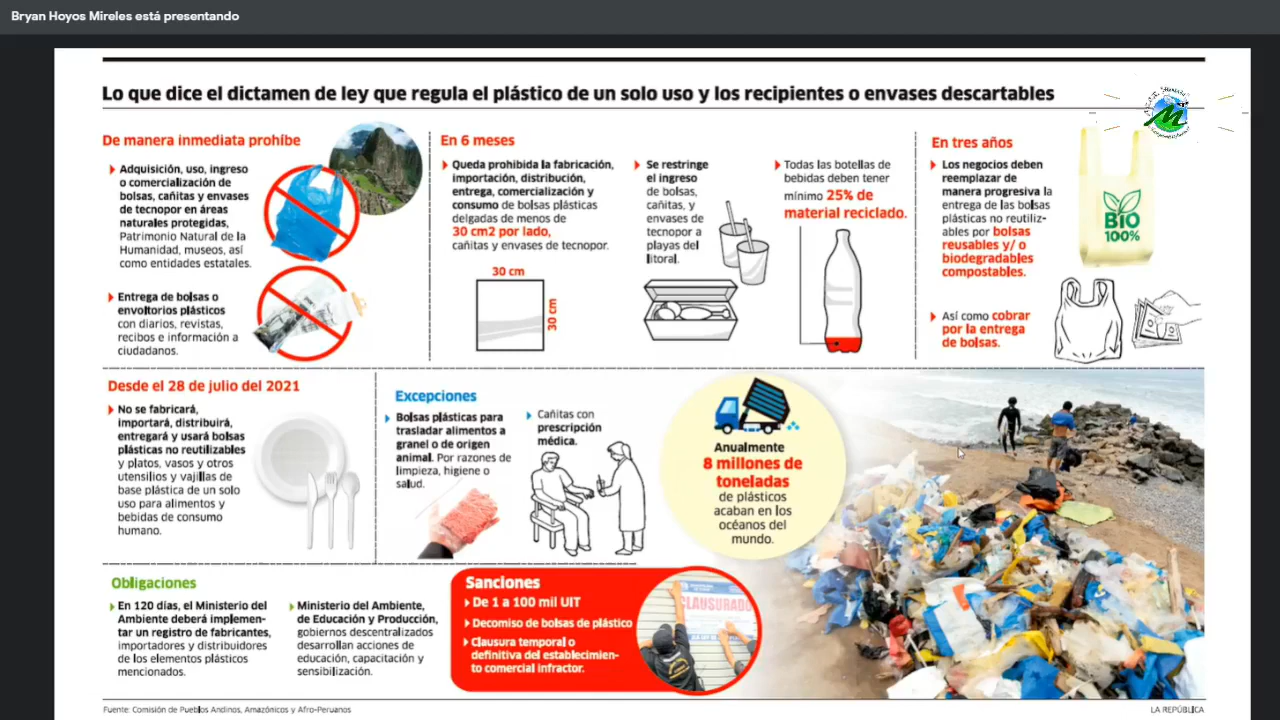 Bryan Hoyos Mireles está presentando
Lo que dice el dictamen de ley que regula el plástico de un solo uso y los recipientes o envases descartables
De manera inmediata prohíbe
Adquisición, uso, ingreso
o comercialización de
bolsas, cañitas y envases
de tecnopor en áreas
naturales protegidas,
Patrimonio Natural de la
Humanidad, museos, así
como entidades estatales.
Entrega de bolsas o
envoltorios plásticos
con diarios, revistas,
recibos e información a
ciudadanos.
En 6 meses
Queda prohibida la fabricación,
importación, distribución,
entrega, comercialización y
consumo de bolsas plásticas
delgadas de menos de
30 cm2 por lado,
cañitas y envases de tecnopor.
30 cm
30 cm
Se restringe
el ingreso
de bolsas,
cañitas, y
envases de
tecnopor a
playas del
litoral.
Todas las botellas de
bebidas deben tener
mínimo 25% de
material reciclado.
En tres años
Los negocios deben
reemplazar de
manera progresiva la
entrega de las bolsas
plásticas no reutiliz-
ables por bolsas
reusables y/ o
biodegradables
compostables.
Así como cobrar
por la entrega
de bolsas.
BIO
100%
Desde el 28 de julio del 2021
No se fabricará,
importará, distribuirá,
entregará y usará bolsas
plásticas no reutilizables
y platos, vasos y otros
utensilios y vajillas de
base plástica de un solo
uso para alimentos y
bebidas de consumo
humano.
Excepciones
Bolsas plásticas para
trasladar alimentos a
granel o de origen
animal. Por razones de
limpieza, higiene o
salud.
Cañitas con
prescripción
médica.
Anualmente
8 millones de
toneladas
de plásticos
acaban en los
océanos del
mundo.
Obligaciones
En 120 días, el Ministerio del
Ambiente deberá implemen-
tar un registro de fabricantes,
importadores y distribuidores
de los elementos plásticos
mencionados.
Ministerio del Ambiente,
de Educación y Producción,
gobiernos descentralizados
desarrollan acciones de
educación, capacitación y
sensibilización.
Sanciones
De 1 a 100 mil UIT
Decomiso de bolsas de plástico
Clausura temporal o
definitiva del establecimien-
to comercial infractor.
CLAUSURADO
Fuente: Comisión de Pueblos Andinos, Amazónicos y Afro-Peruanos
LA REPÚBLICA